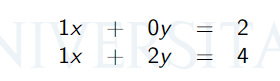 1x + 0y = 2
1x + 2y = 4